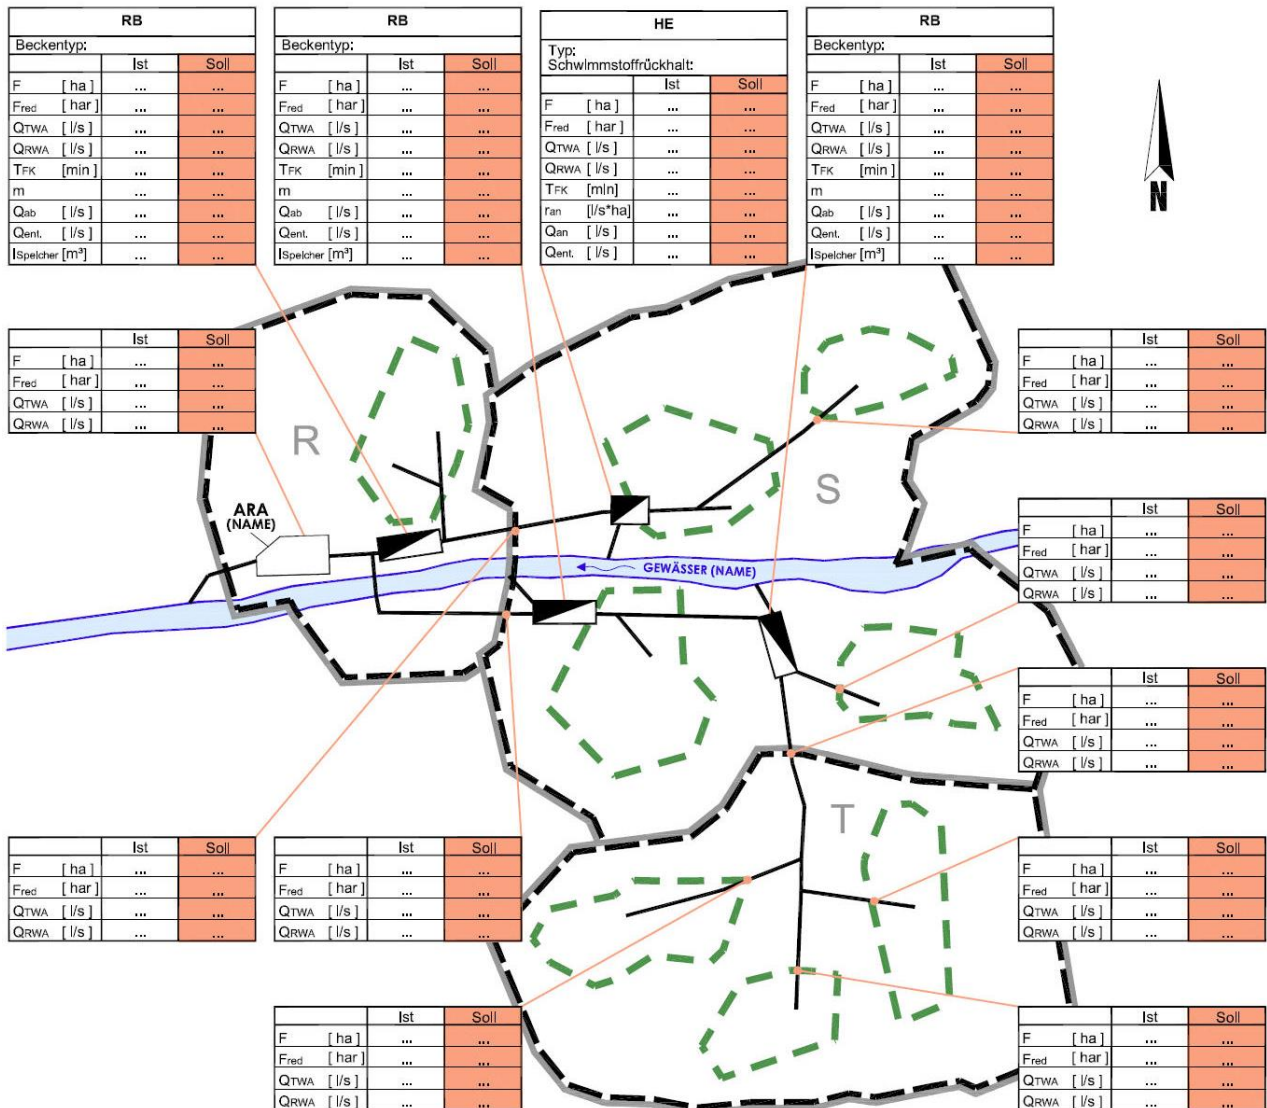 RB
Beckentyp:
Ist Soll
F [ ha ] ... ...
Fred [ har ] ... ...
QTWA [ l/s ] ... ...
QRWA [ l/s ] ... ...
TFK [min ] ... ...
m ... ...
Qab [ l/s ] ... ...
Qent. [ l/s ] ... ...
ISpeicher [m³] ... ...
RB
Beckentyp:
Ist Soll
F [ ha ] ... ...
Fred [ har ] ... ...
QTWA [ l/s ] ... ...
QRWA [ l/s ] ... ...
TFK [min ] ... ...
m ... ...
Qab [ l/s ] ... ...
Qent. [ l/s ] ... ...
ISpeicher [m³] ... ...
HE
Typ:
Schwimmstoffrückhalt:
Ist Soll
F [ ha ] ... ...
Fred [ har ] ... ...
QTWA [ l/s ] ... ...
QRWA [ l/s ] ... ...
TFK [min] ... ...
ran [l/s*ha] ... ...
Qan [ l/s ] ... ...
Qent. [ l/s ] ... ...
RB
Beckentyp:
Ist Soll
F [ ha ] ... ...
Fred [ har ] ... ...
QTWA [ l/s ] ... ...
QRWA [ l/s ] ... ...
TFK [min ] ... ...
m ... ...
Qab [ l/s ] ... ...
Qent. [ l/s ] ... ...
ISpeicher [m³] ... ...
N
Ist Soll
F [ ha ] ... ...
Fred [ har ] ... ...
QTWA [ l/s ] ... ...
QRWA [ l/s ] ... ...
Ist Soll
F [ ha ] ... ...
Fred [ har ] ... ...
QTWA [ l/s ] ... ...
QRWA [ l/s ] ... ...
R
S
ARA
(NAME)
GEWÄSSER (NAME)
Ist Soll
F [ ha ] ... ...
Fred [ har ] ... ...
QTWA [ l/s ] ... ...
QRWA [ l/s ] ... ...
Ist Soll
F [ ha ] ... ...
Fred [ har ] ... ...
QTWA [ l/s ] ... ...
QRWA [ l/s ] ... ...
T
Ist Soll
F [ ha ] ... ...
Fred [ har ] ... ...
QTWA [ l/s ] ... ...
QRWA [ l/s ] ... ...
Ist Soll
F [ ha ] ... ...
Fred [ har ] ... ...
QTWA [ l/s ] ... ...
QRWA [ l/s ] ... ...
Ist Soll
F [ ha ] ... ...
Fred [ har ] ... ...
QTWA [ l/s ] ... ...
QRWA [ l/s ] ... ...
Ist Soll
F [ ha ] ... ...
Fred [ har ] ... ...
QTWA [ l/s ] ... ...
QRWA [ l/s ] ... ...
Ist Soll
F [ ha ] ... ...
Fred [ har ] ... ...
QTWA [ l/s ] ... ...
QRWA [ l/s ] ... ...